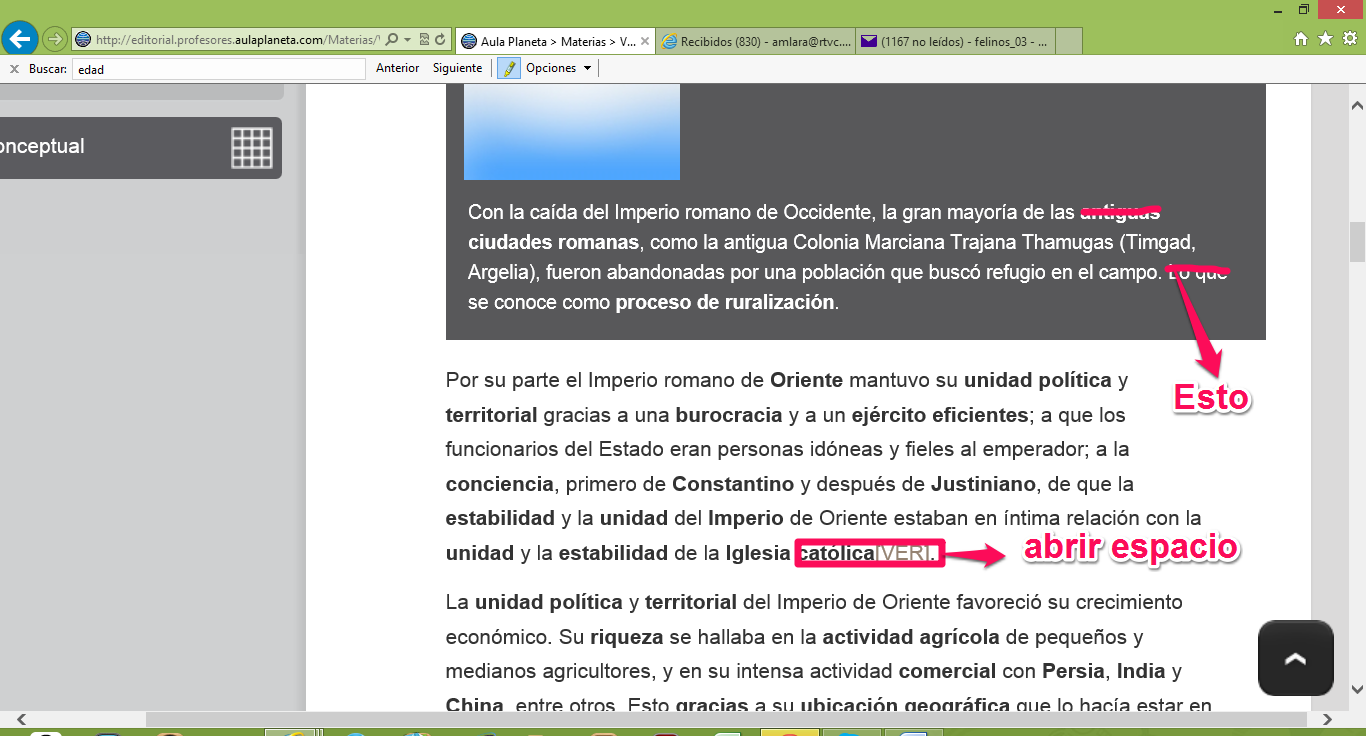 http://editorial.profesores.aulaplaneta.com/Materias/
Aula Planeta > Materias > V...
Recibidos (830) - amlara@rtvc....
(1167 no leídos) - felinos_03 - ...
Buscar: edad
Anterior Siguiente Opciones
onceptual
Con la caída del Imperio romano de Occidente, la gran mayoría de las antiguas
ciudades romanas, como la antigua Colonia Marciana Trajana Thamugas (Timgad,
Argelia), fueron abandonadas por una población que buscó refugio en el campo. Lo que
se conoce como proceso de ruralización.
Esto
Por su parte el Imperio romano de Oriente mantuvo su unidad política y
territorial gracias a una burocracia y a un ejército eficientes; a que los
funcionarios del Estado eran personas idóneas y fieles al emperador; a la
conciencia, primero de Constantino y después de Justiniano, de que la
estabilidad y la unidad del Imperio de Oriente estaban en íntima relación con la
unidad y la estabilidad de la Iglesia católica[VER].
abrir espacio
La unidad política y territorial del Imperio de Oriente favoreció su crecimiento
económico. Su riqueza se hallaba en la actividad agrícola de pequeños y
medianos agricultores, y en su intensa actividad comercial con Persia, India y
China, entre otros. Esto gracias a su ubicación geográfica que lo hacía estar en